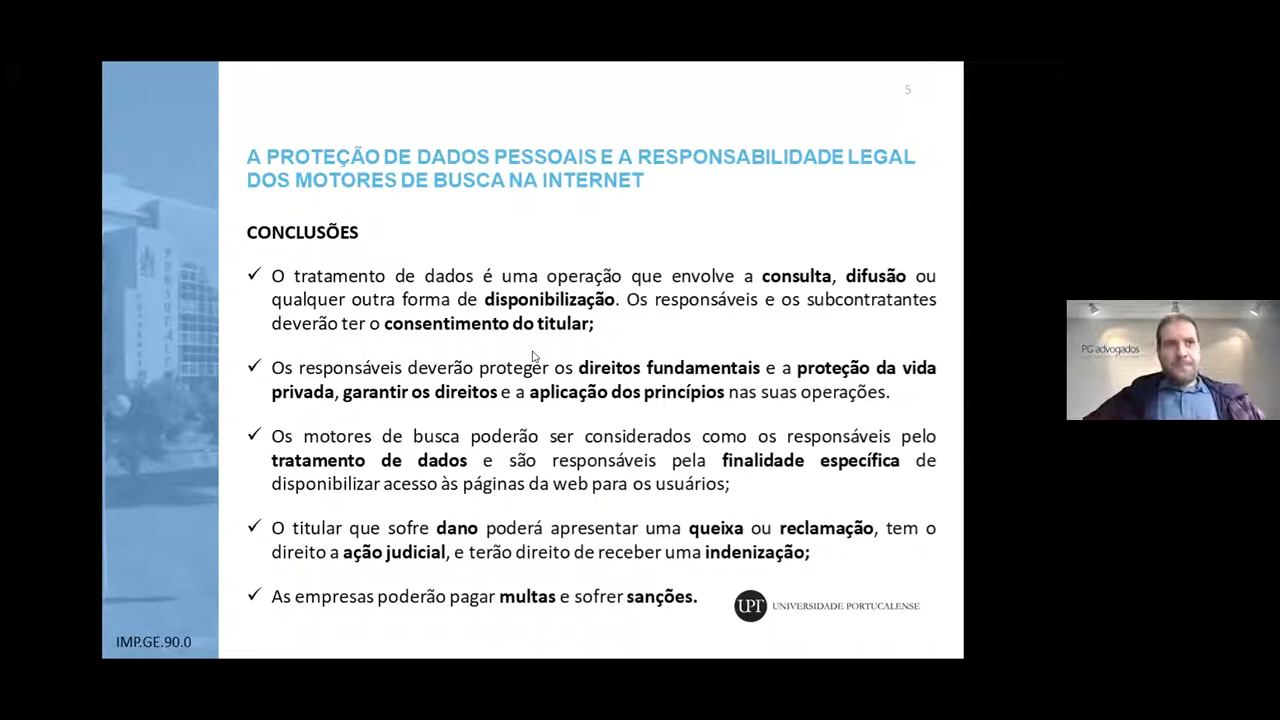 5
A PROTEÇÃO DE DADOS PESSOAIS E A RESPONSABILIDADE LEGAL
DOS MOTORES DE BUSCA NA INTERNET
CONCLUSÕES
✓ O tratamento de dados é uma operação que envolve a consulta, difusão ou
qualquer outra forma de disponibilização. Os responsáveis e os subcontratantes
deverão ter o consentimento do titular;
✓ Os responsáveis deverão proteger os direitos fundamentais e a proteção da vida
privada, garantir os direitos e a aplicação dos princípios nas suas operações.
✓ Os motores de busca poderão ser considerados como os responsáveis pelo
tratamento de dados e são responsáveis pela finalidade específica de
disponibilizar acesso às páginas da web para os usuários;
✓ O titular que sofre dano poderá apresentar uma queixa ou reclamação, tem o
direito a ação judicial, e terão direito de receber uma indenização;
✓ As empresas poderão pagar multas e sofrer sanções.
UPT UNIVERSIDADE PORTUCALENSE
IMP.GE.90.0
PG advogados